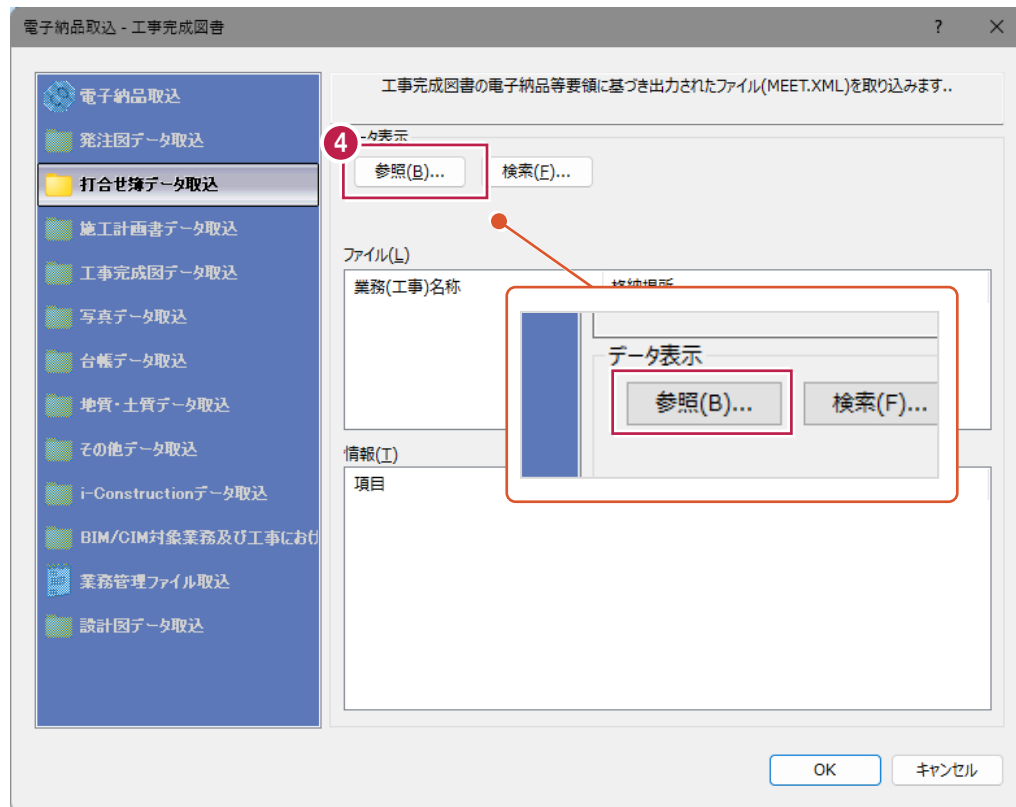 電子納品取込 - 工事完成図書
?
×
電子納品取込
発注図データ取込
打合せ簿データ取込
施工計画書データ取込
工事完成図データ取込
写真データ取込
台帳データ取込
地質・土質データ取込
その他データ取込
i-Constructionデータ取込
BIM/CIM対象業務及び工事におけ
業務管理ファイル取込
設計図データ取込
工事完成図書の電子納品等要領に基づき出力されたファイル(MEET.XML)を取り込みます..
ータ表示
4
参照(B)...
検索(F)...
ファイル(L)
業務(工事)名称
格納場所
データ表示
参照(B)...
検索(F)...
情報(T)
項目
OK
キャンセル